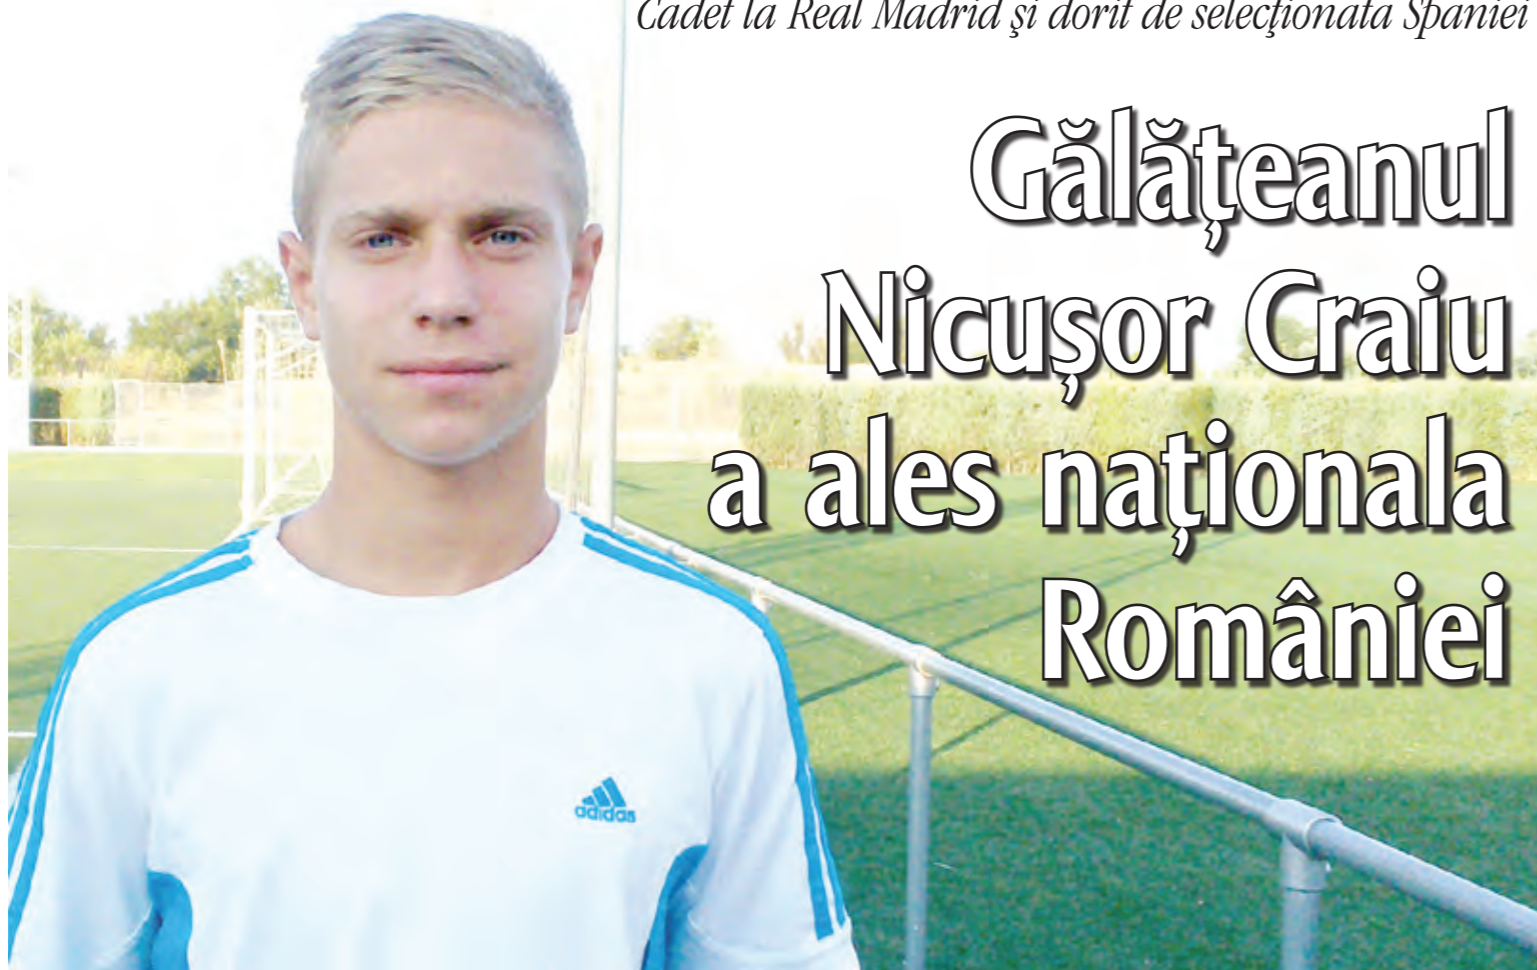 Cadet la Real Madrid şi dorit de selecţionata Spaniei
Gălățeanul
Nicușor Craiu
a ales naționala
României
adidas